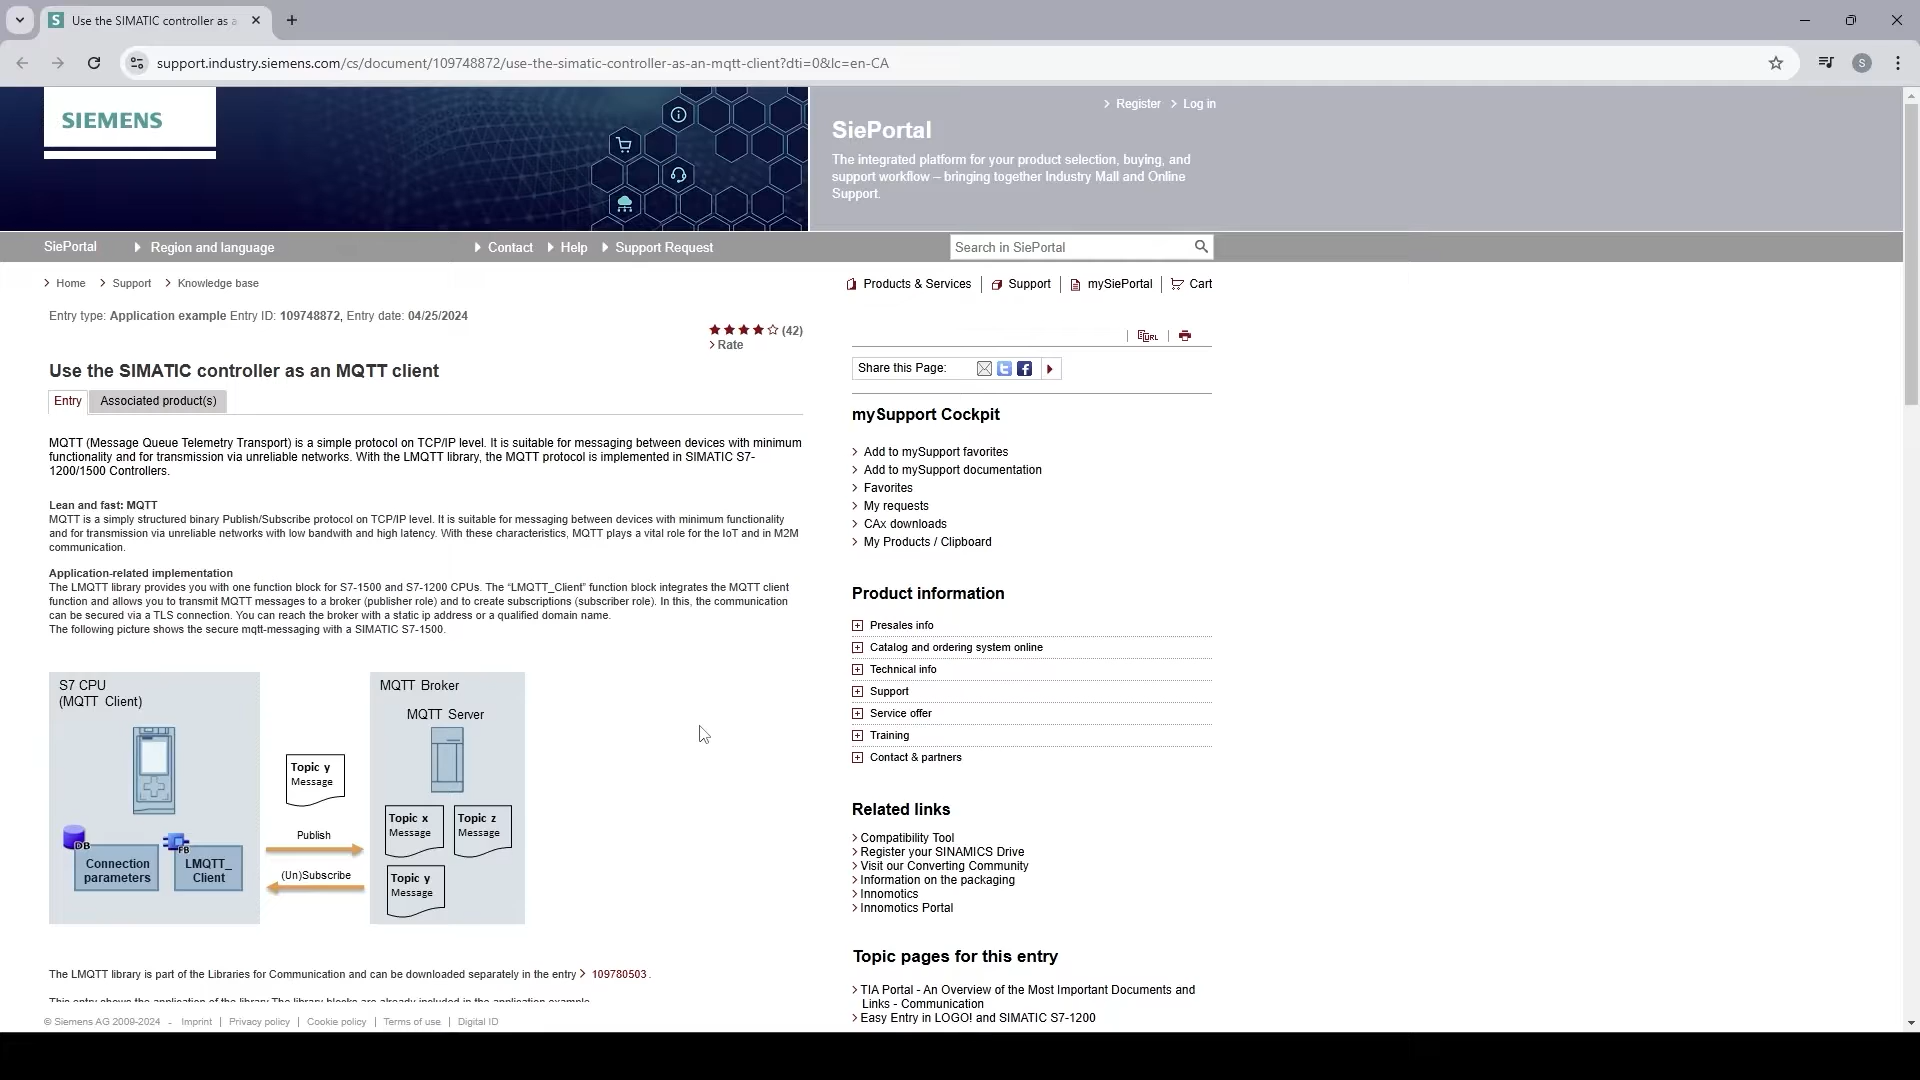 Use the SIMATIC controller as a
support.industry.siemens.com/cs/document/109748872/use-the-simatic-controller-as-an-mqtt-client?dti=0&lc=en-CA
S
SIEMENS
Register
Log in
SiePortal
The integrated platform for your product selection, buying, and
support workflow – bringing together Industry Mall and Online
Support.
SiePortal
Region and language
Contact
Help
Support Request
Search in SiePortal
Home
Support
Knowledge base
Products & Services
Support
mySiePortal
Cart
Entry type: Application example Entry ID: 109748872, Entry date: 04/25/2024
(42)
Rate
URL
Share this Page:
Use the SIMATIC controller as an MQTT client
Entry
Associated product(s)
MQTT (Message Queue Telemetry Transport) is a simple protocol on TCP/IP level. It is suitable for messaging between devices with minimum
functionality and for transmission via unreliable networks. With the LMQTT library, the MQTT protocol is implemented in SIMATIC S7-
1200/1500 Controllers.
Lean and fast: MQTT
MQTT is a simply structured binary Publish/Subscribe protocol on TCP/IP level. It is suitable for messaging between devices with minimum functionality
and for transmission via unreliable networks with low bandwith and high latency. With these characteristics, MQTT plays a vital role for the IoT and in M2M
communication.
Application-related implementation
The LMQTT library provides you with one function block for S7-1500 and S7-1200 CPUs. The “LMQTT_Client” function block integrates the MQTT client
function and allows you to transmit MQTT messages to a broker (publisher role) and to create subscriptions (subscriber role). In this, the communication
can be secured via a TLS connection. You can reach the broker with a static ip address or a qualified domain name.
The following picture shows the secure mqtt-messaging with a SIMATIC S7-1500.
S7 CPU
(MQTT Client)
DB
Connection
parameters
FB
LMQTT_
Client
Topic y
Message
Publish
(Un)Subscribe
MQTT Broker
MQTT Server
Topic x
Message
Topic z
Message
Topic y
Message
The LMQTT library is part of the Libraries for Communication and can be downloaded separately in the entry 109780503.
This entry shows the application of the library The library blocks are already included in the application example
mySupport Cockpit
Add to mySupport favorites
Add to mySupport documentation
Favorites
My requests
CAx downloads
My Products / Clipboard
Product information
Presales info
Catalog and ordering system online
Technical info
Support
Service offer
Training
Contact & partners
Related links
Compatibility Tool
Register your SINAMICS Drive
Visit our Converting Community
Information on the packaging
Innomotics
Innomotics Portal
Topic pages for this entry
TIA Portal - An Overview of the Most Important Documents and
Links - Communication
Easy Entry in LOGO! and SIMATIC S7-1200
© Siemens AG 2009-2024 - Imprint | Privacy policy | Cookie policy | Terms of use | Digital ID